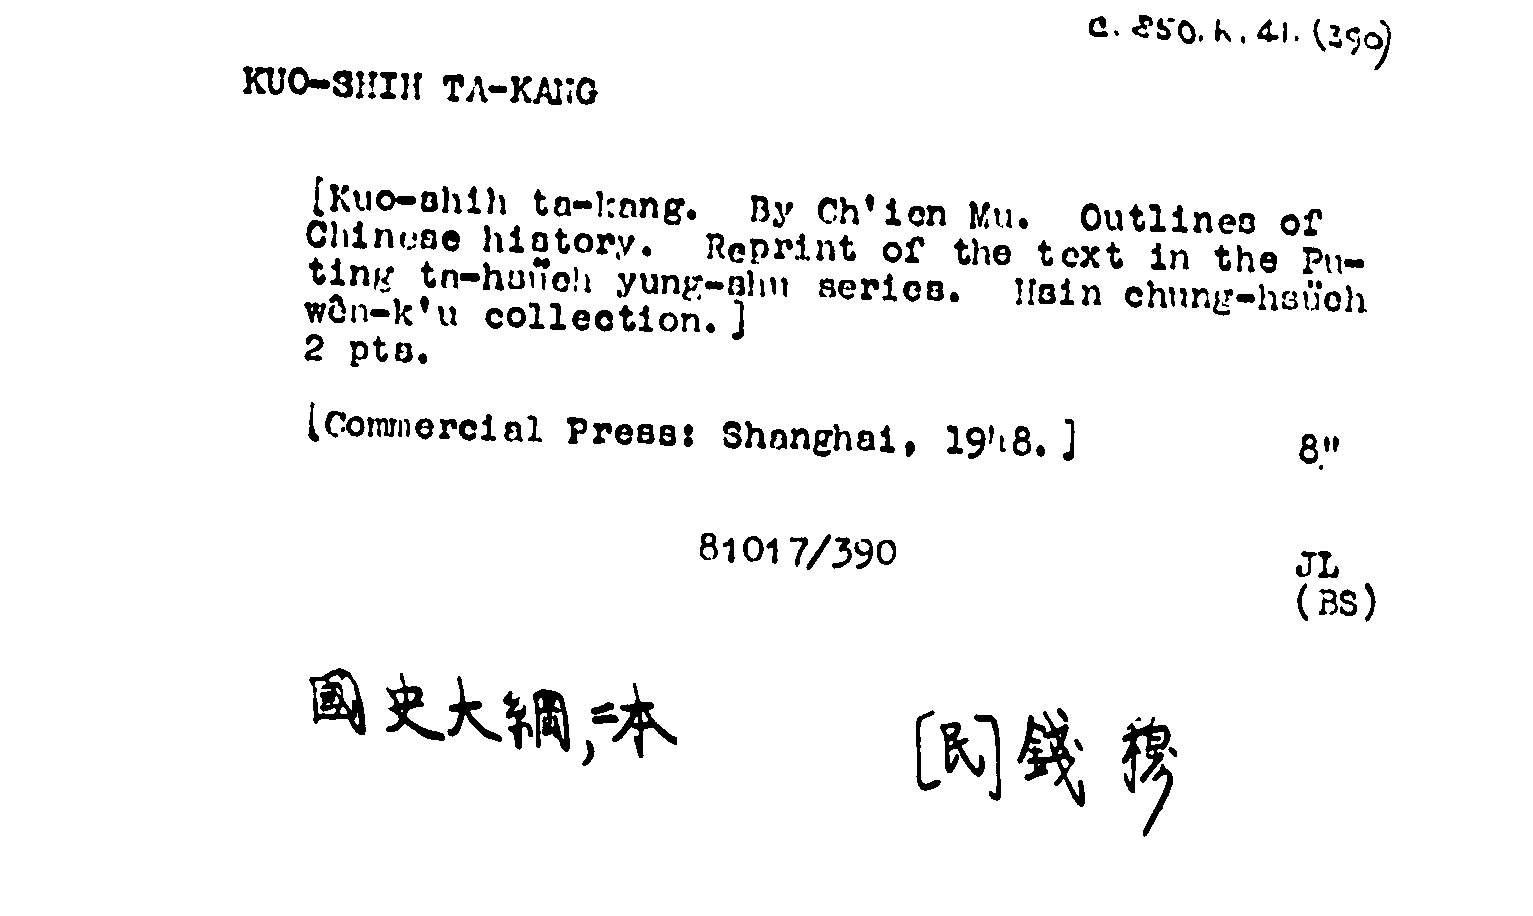 c. 850. h. 41. (390)
KUO-SHIH TA-KANG
[Kuo-shih ta-kang. By Ch'ien Mu. Outlines of
Chinese history. Reprint of the text in the Pu-
ting ta-hsüeh yung-shu series. Hsin chung-hsüeh
wên-k'u collection.]
2 pts.
[Commercial Press: Shanghai, 1948.] 8"
81017/390
JL
(BS)
國史大綱,二本
[民] 錢穆